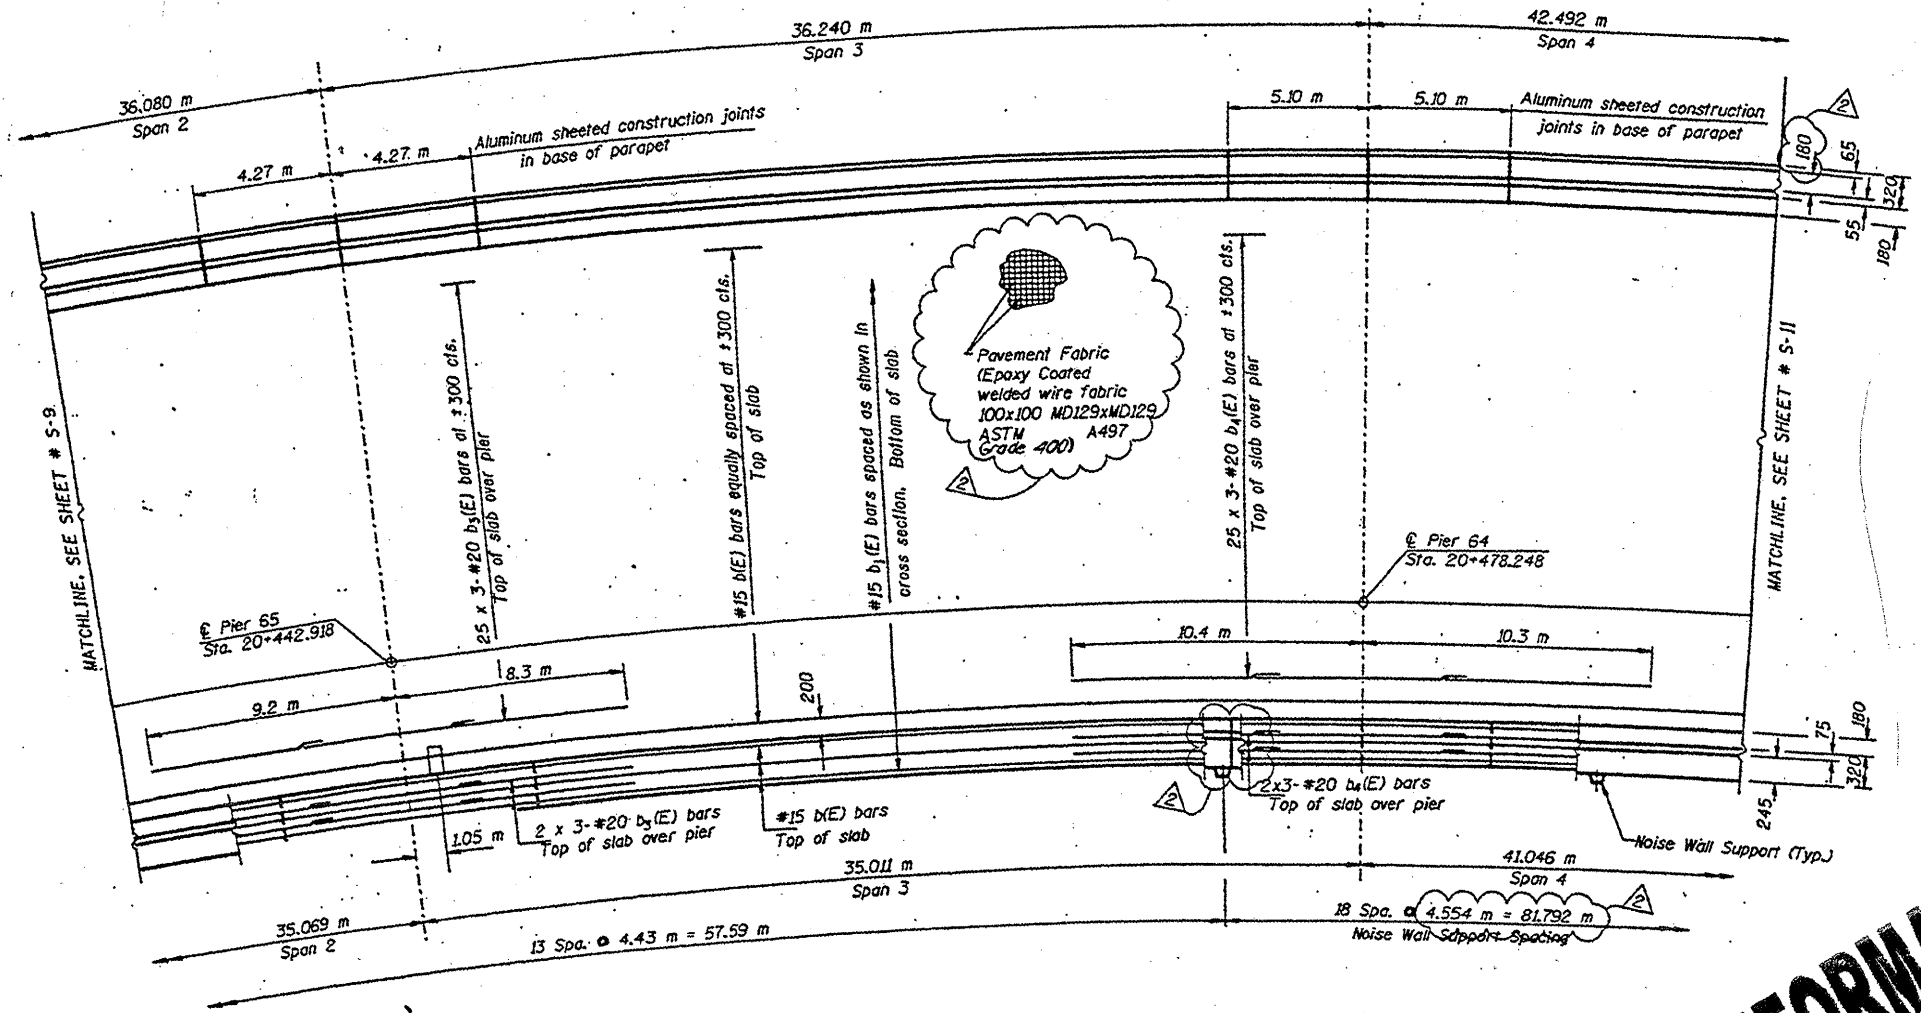 36.240 m
Span 3
42.492 m
Span 4
36.080 m
Span 2
4.27 m
4.27 m
Aluminum sheeted construction joints
in base of parapet
5.10 m
5.10 m
Aluminum sheeted construction
joints in base of parapet
2
180
65
320
55
180
MATCHLINE, SEE SHEET # S-9
25 x 3-#20 b3(E) bars at ±300 cts.
Top of slab over pier
#15 b(E) bars equally spaced at ±300 cts.
Top of slab
#15 b1(E) bars spaced as shown in
cross section. Bottom of slab
Pavement Fabric
(Epoxy Coated
welded wire fabric
100x100 MD129xMD129
ASTM A497
Grade 400)
2
25 x 3-#20 b4(E) bars at ±300 cts.
Top of slab over pier
MATCHLINE, SEE SHEET # S-11
℄ Pier 64
Sta. 20+478.248
℄ Pier 65
Sta. 20+442.918
10.4 m
10.3 m
9.2 m
8.3 m
200
75
180
320
245
2
2x3-#20 b4(E) bars
Top of slab over pier
1.05 m
2 x 3-#20 b3(E) bars
Top of slab over pier
#15 b(E) bars
Top of slab
Noise Wall Support (Typ.)
35.011 m
Span 3
41.046 m
Span 4
35.069 m
Span 2
13 Spa. @ 4.43 m = 57.59 m
18 Spa. @ 4.554 m = 81.792 m
Noise Wall Support Spacing
2